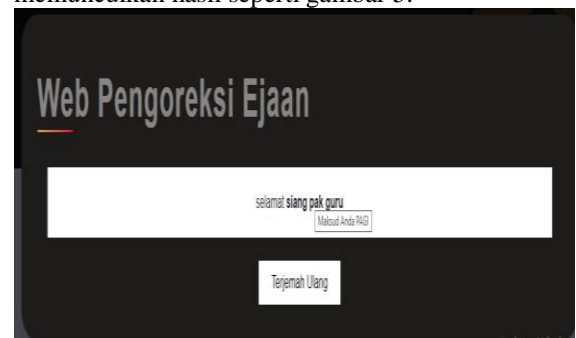 memunculkan hasil seperti gambar 5.
Web Pengoreksi Ejaan
selamat siang pak guru
Maksud Anda PAGI
Terjemah Ulang